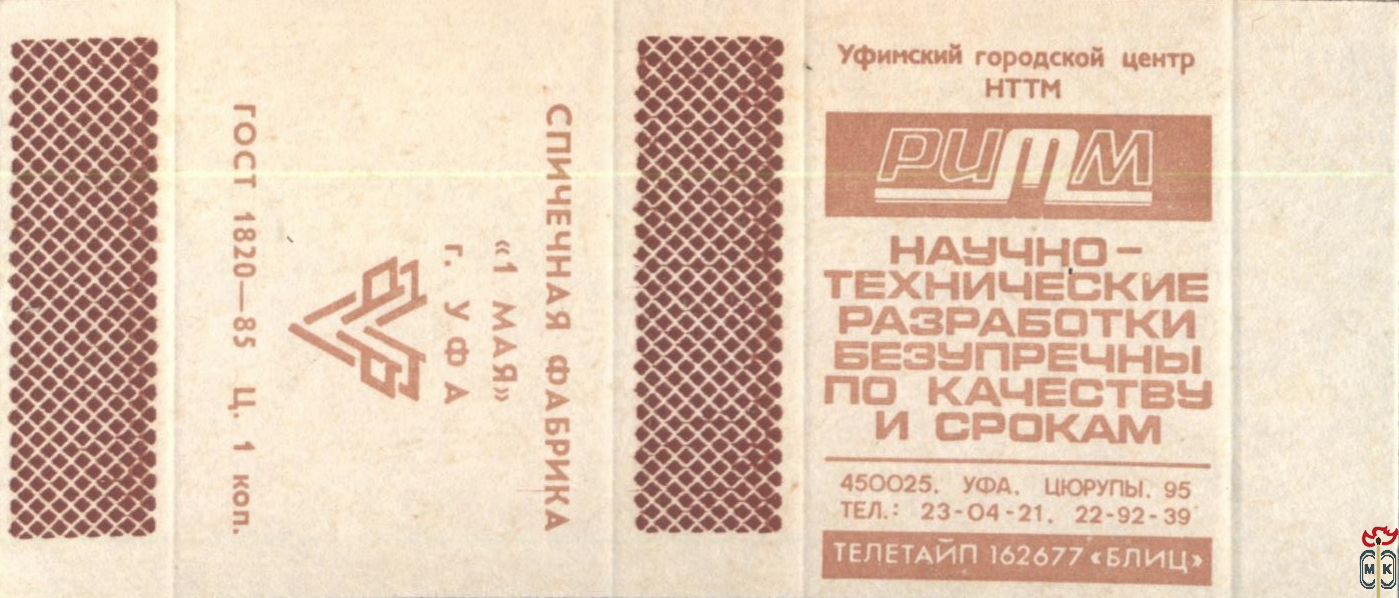 ГОСТ 1820—85 Ц. 1 коп.
СПИЧЕЧНАЯ ФАБРИКА
«1 МАЯ»
г. УФА
Уфимский городской центр
НТТМ
РИТМ
НАУЧНО-
ТЕХНИЧЕСКИЕ
РАЗРАБОТКИ
БЕЗУПРЕЧНЫ
ПО КАЧЕСТВУ
И СРОКАМ
450025. УФА. ЦЮРУПЫ. 95
ТЕЛ.: 23-04-21. 22-92-39
ТЕЛЕТАЙП 162677 «БЛИЦ»
МК